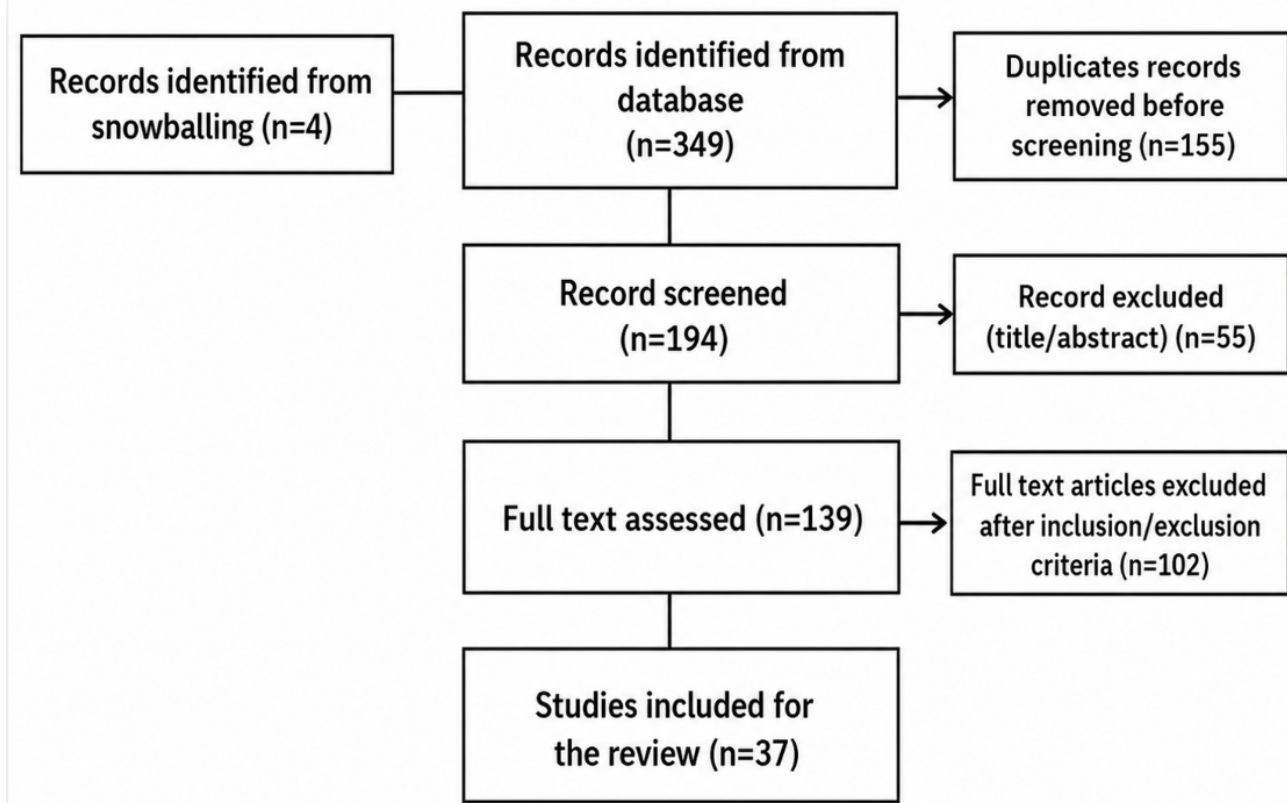 Records identified from
snowballing (n=4)
Records identified from
database
(n=349)
Duplicates records
removed before
screening (n=155)
Record screened
(n=194)
Record excluded
(title/abstract) (n=55)
Full text assessed (n=139)
Full text articles excluded
after inclusion/exclusion
criteria (n=102)
Studies included for
the review (n=37)